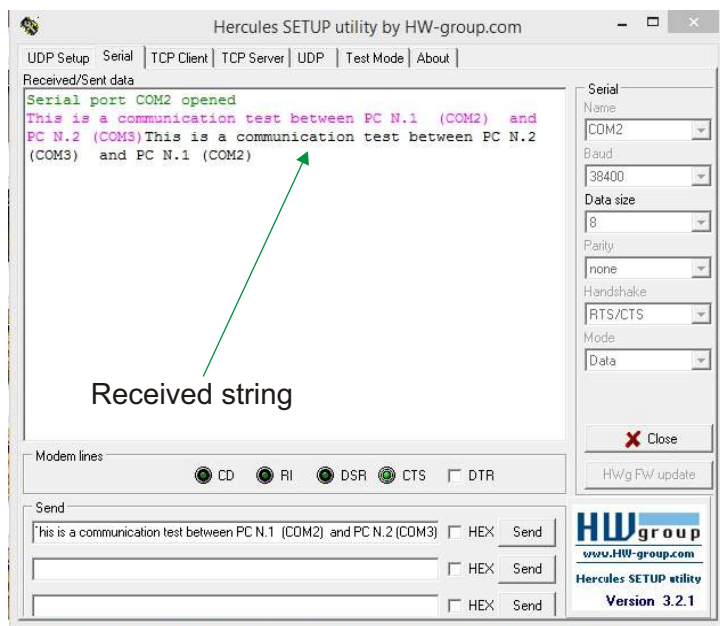 Hercules SETUP utility by HW-group.com
UDP Setup Serial TCP Client TCP Server UDP Test Mode About
Received/Sent data
Serial port COM2 opened
This is a communication test between PC N.1 (COM2) and
PC N.2 (COM3)This is a communication test between PC N.2
(COM3) and PC N.1 (COM2)
Received string
Serial
Name
COM2
Baud
38400
Data size
8
Parity
none
Handshake
RTS/CTS
Mode
Data
Close
HWg FW update
Modem lines
CD RI DSR CTS DTR
Send
his is a communication test between PC N.1 (COM2) and PC N.2 (COM3) HEX Send
HEX Send
HEX Send
HWgroup
www.HW-group.com
Hercules SETUP utility
Version 3.2.1